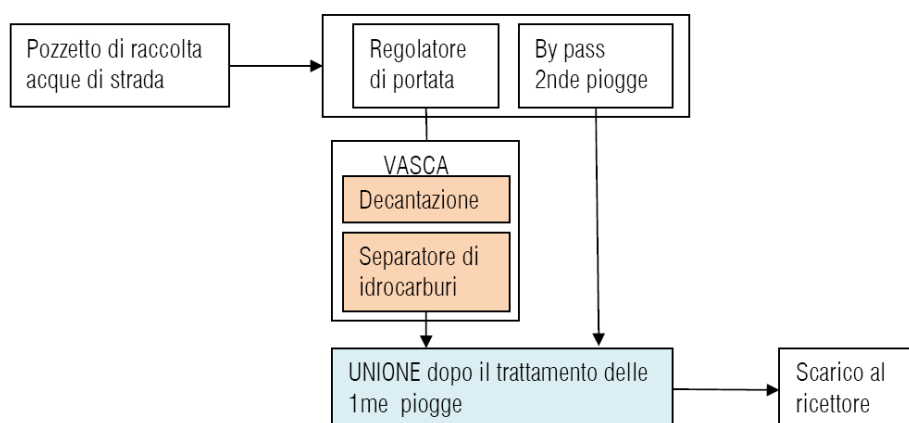 Pozzetto di raccolta
acque di strada
Regolatore
di portata
By pass
2nde piogge
VASCA
Decantazione
Separatore di
idrocarburi
UNIONE dopo il trattamento delle
1me piogge
Scarico al
ricettore